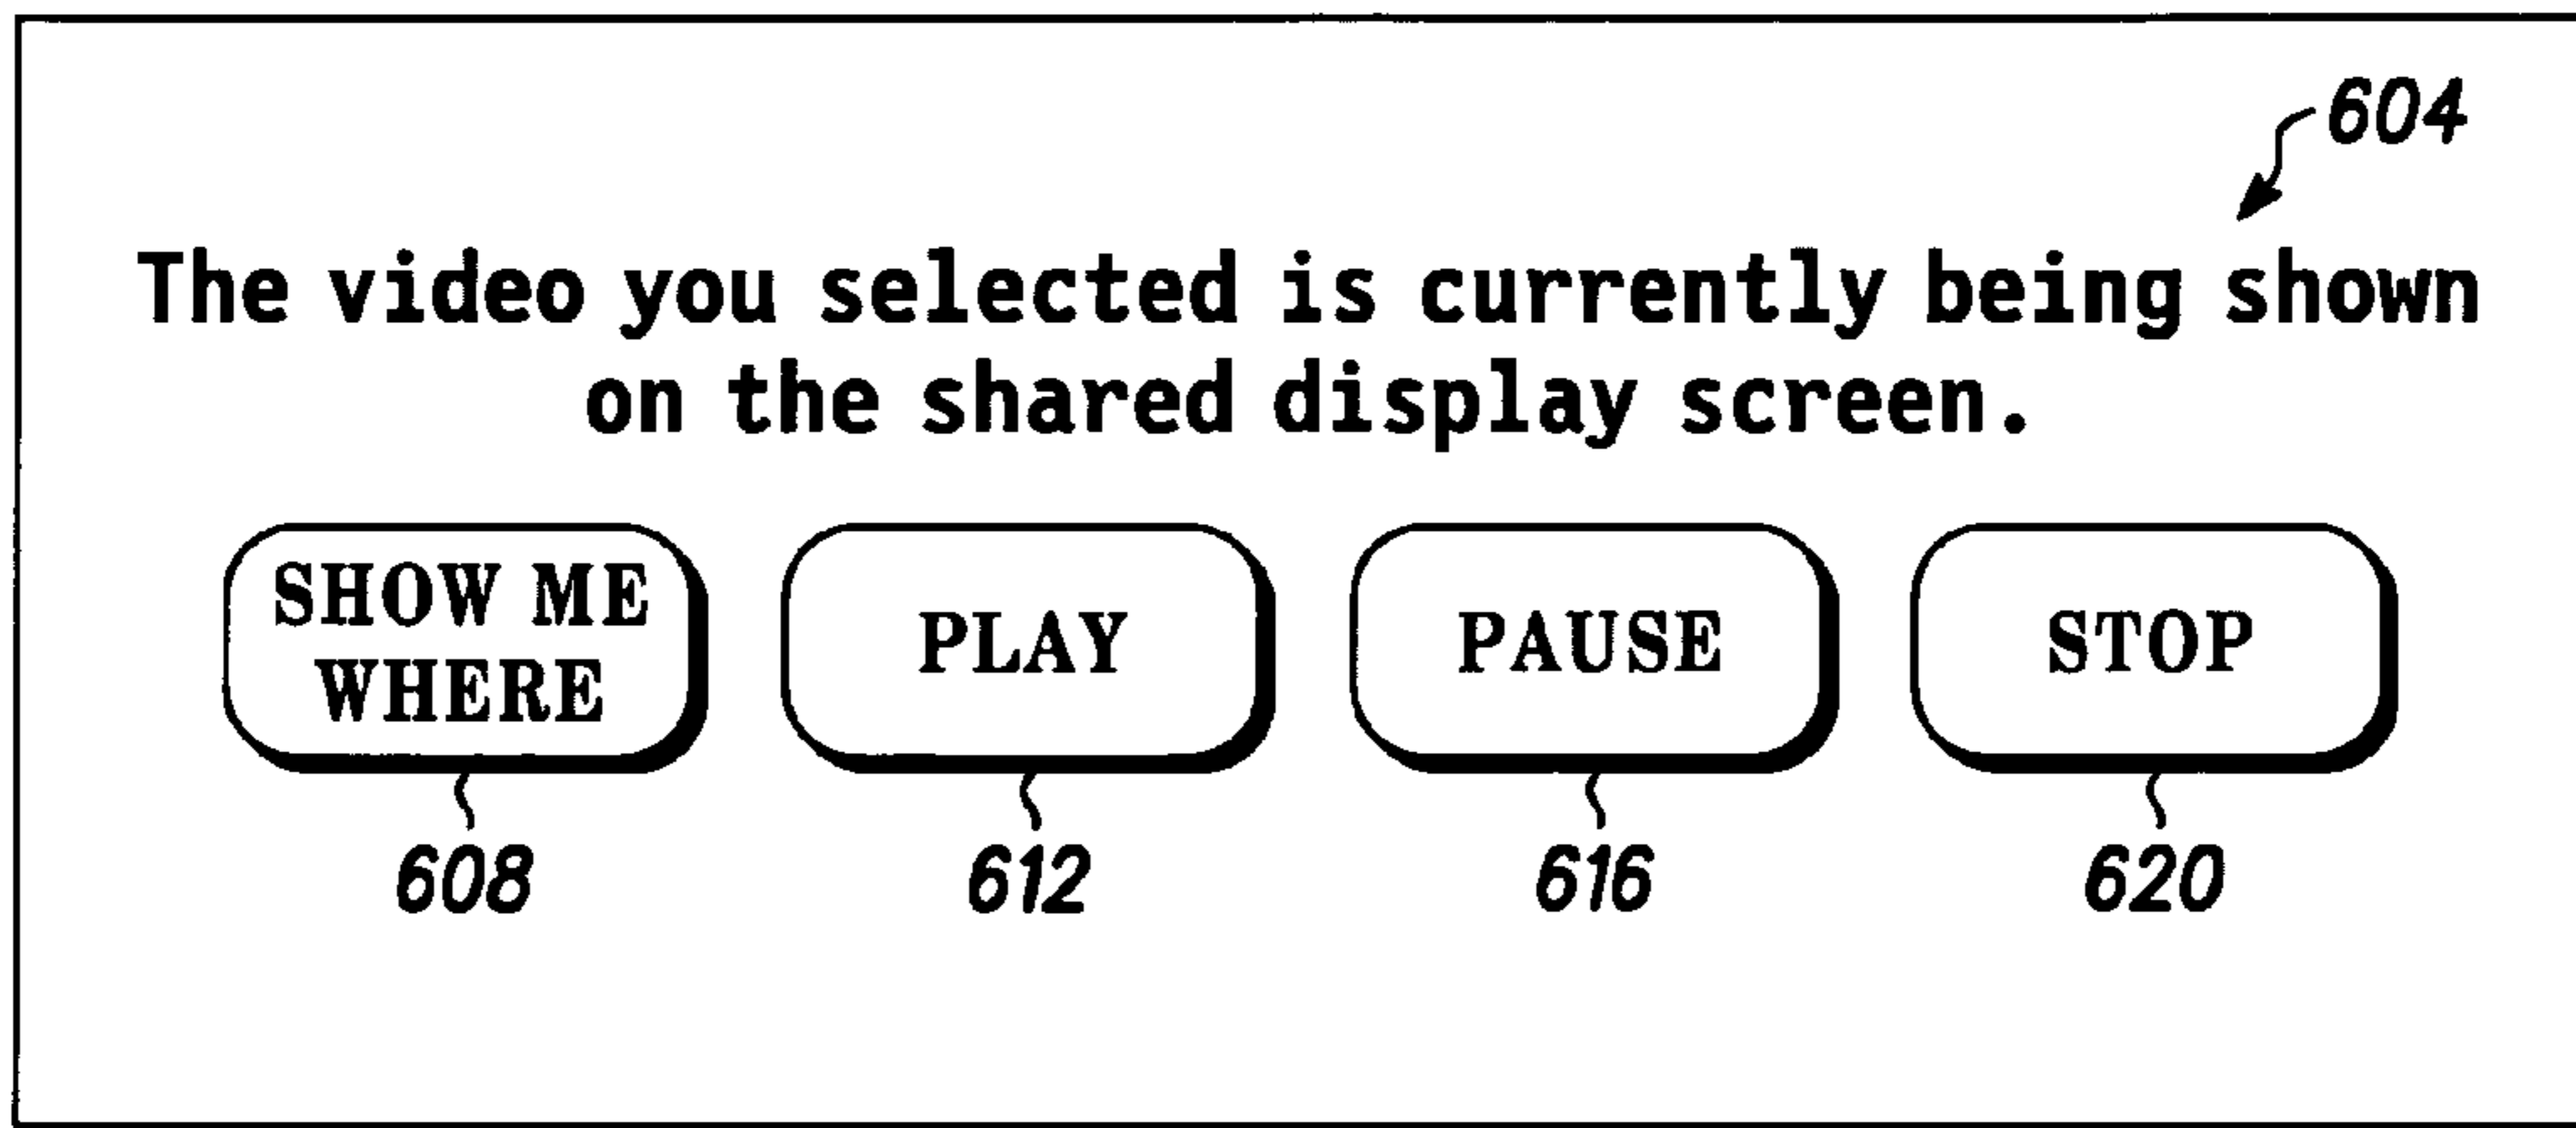 604
The video you selected is currently being shown
on the shared display screen.
SHOW ME
WHERE
PLAY
PAUSE
STOP
608
612
616
620